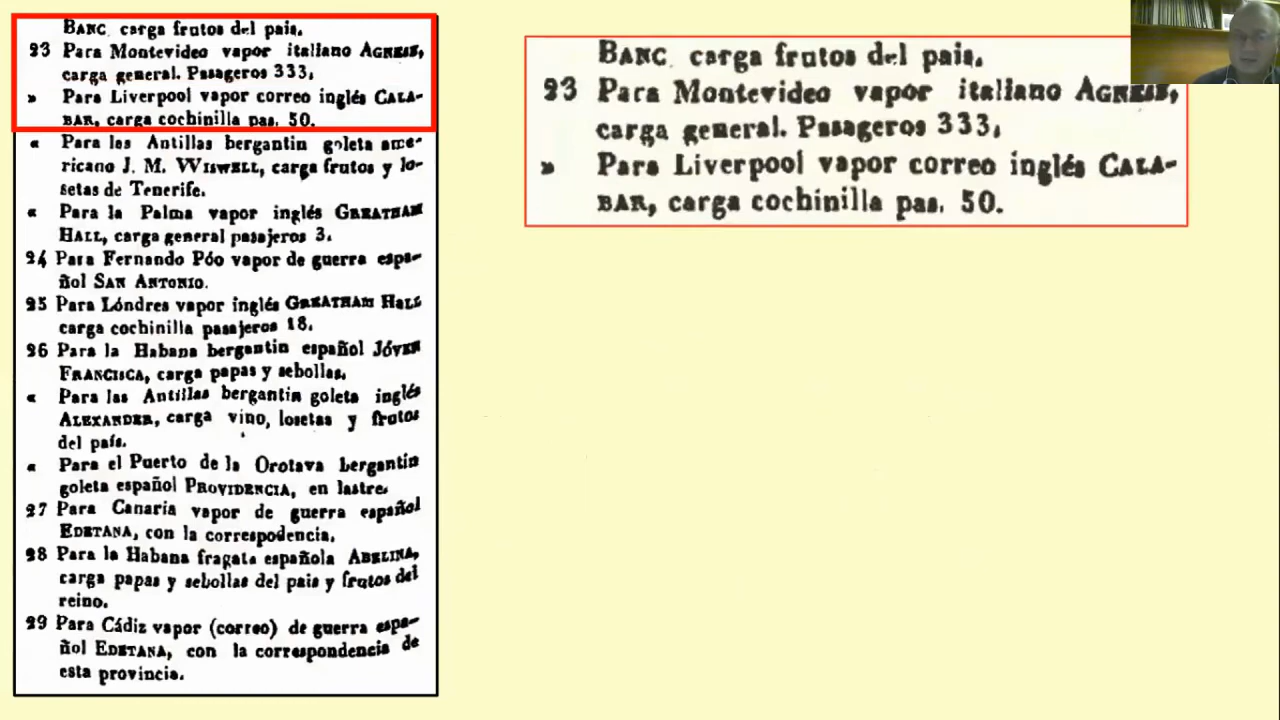 BANC. carga frutos del pais.
23 Para Montevideo vapor italiano AGNESE,
carga general. Pasageros 333,
» Para Liverpool vapor correo inglés CALA-
BAR, carga cochinilla pas. 50.
« Para las Antillas bergantin goleta ame-
ricano J. M. WISWELL, carga frutos y lo-
setas de Tenerife.
« Para la Palma vapor inglés GREATHAM
HALL, carga general pasajeros 3.
24 Para Fernando Póo vapor de guerra espa-
ñol SAN ANTONIO.
25 Para Lóndres vapor inglés GREATHAM HALL
carga cochinilla pasajeros 18.
26 Para la Habana bergantin español JÓVEN
FRANCISCA, carga papas y sebollas.
« Para las Antillas bergantin goleta inglés
ALEXANDER, carga vino, losetas y frutos
del país.
« Para el Puerto de la Orotava bergantin
goleta español PROVIDENCIA, en lastre.
27 Para Canaria vapor de guerra español
EDETANA, con la correspodencia.
28 Para la Habana fragata española ABELINA,
carga papas y sebollas del pais y frutos del
reino.
29 Para Cádiz vapor (correo) de guerra espa-
ñol EDETANA, con la correspondencia de
esta provincia.
BANC. carga frutos del pais.
23 Para Montevideo vapor italiano AGNESE,
carga general. Pasageros 333,
» Para Liverpool vapor correo inglés CALA-
BAR, carga cochinilla pas. 50.